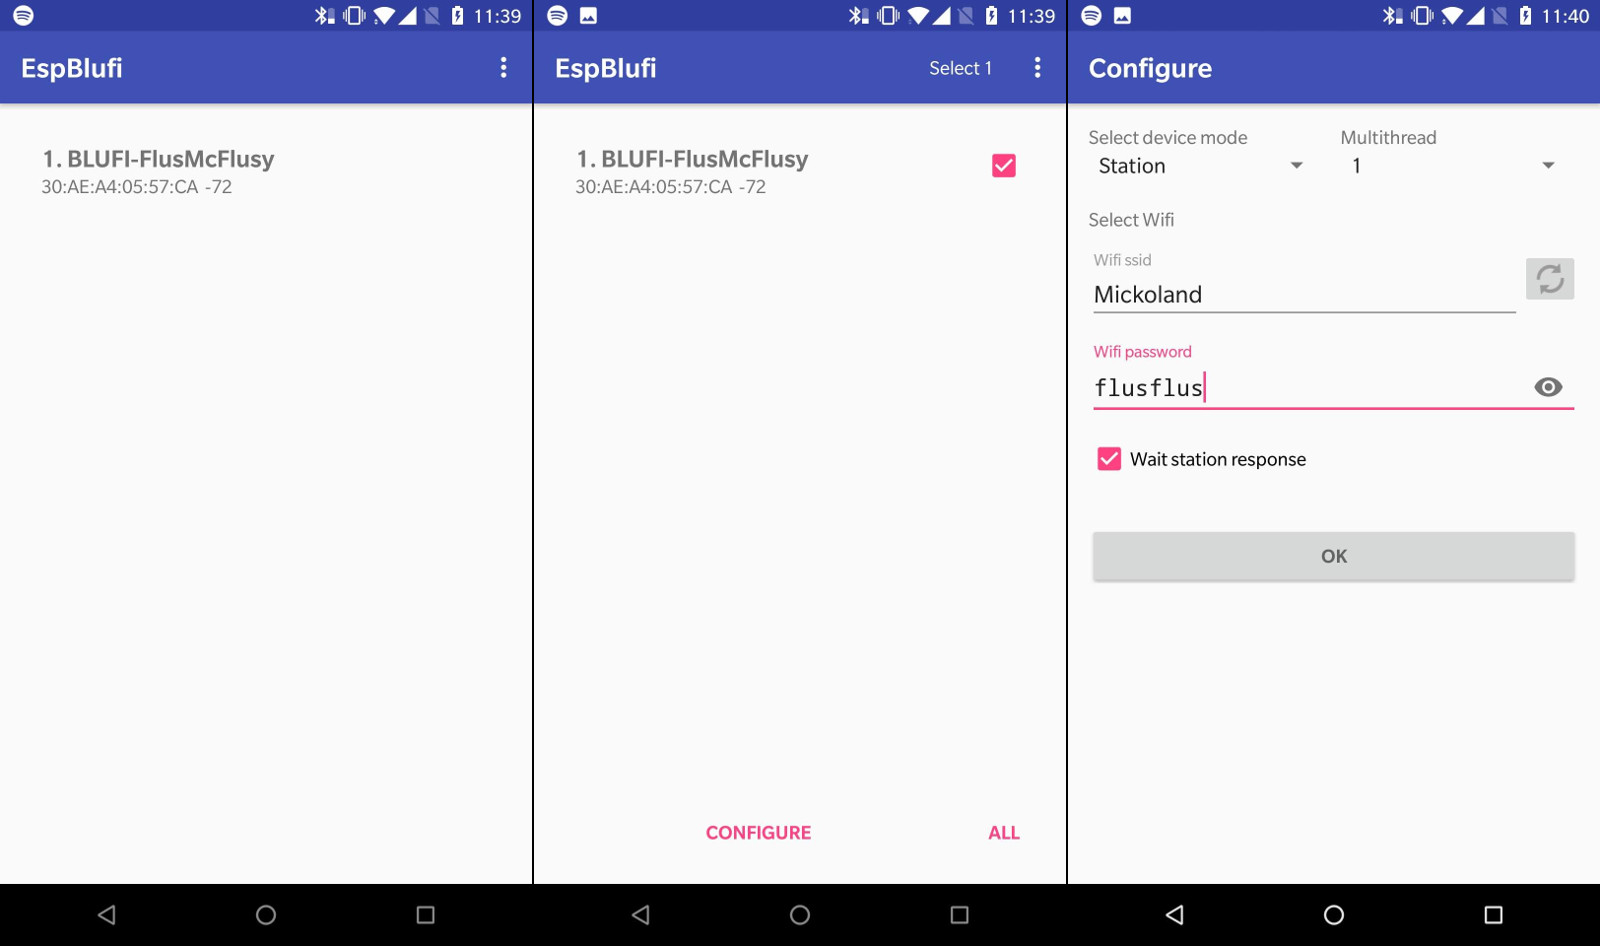 11:39
EspBlufi
1. BLUFI-FlusMcFlusy
30:AE:A4:05:57:CA -72
11:39
EspBlufi
Select 1
1. BLUFI-FlusMcFlusy
30:AE:A4:05:57:CA -72
CONFIGURE
ALL
11:40
Configure
Select device mode
Multithread
Station
1
Select Wifi
Wifi ssid
Mickoland
Wifi password
flusflus
Wait station response
OK